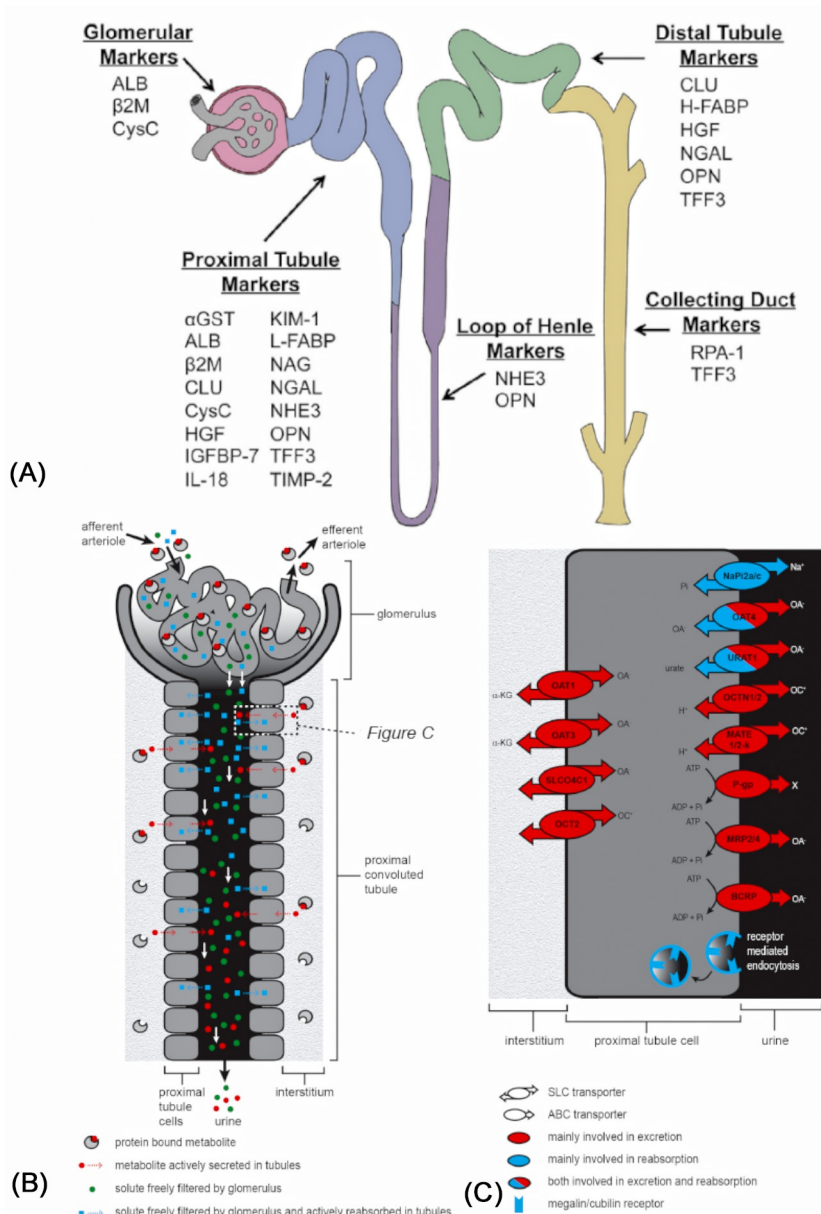 Glomerular
Markers
ALB
β2M
CysC
Distal Tubule
Markers
CLU
H-FABP
HGF
NGAL
OPN
TFF3
Proximal Tubule
Markers
αGST KIM-1
ALB L-FABP
β2M NAG
CLU NGAL
CysC NHE3
HGF OPN
IGFBP-7 TFF3
IL-18 TIMP-2
Loop of Henle
Markers
NHE3
OPN
Collecting Duct
Markers
RPA-1
TFF3
(A)
afferent
arteriole
efferent
arteriole
glomerulus
Figure C
proximal
convoluted
tubule
proximal
tubule
cells
urine
interstitium
protein bound metabolite
metabolite actively secreted in tubules
solute freely filtered by glomerulus
solute freely filtered by glomerulus and actively reabsorbed in tubules
(B)
NaPi2a/c
Na⁺
Pi
OAT4
OA⁻
OA⁻
URAT1
OA⁻
urate
OCTN1/2
OC⁺
H⁺
MATE
1/2-k
OC⁺
H⁺
OAT1
OA
α-KG
OAT3
OA
α-KG
SLCO4C1
OA
OCT2
OC⁺
ATP
P-gp
X
ADP + Pi
ATP
MRP2/4
OA⁻
ADP + Pi
ATP
BCRP
OA⁻
ADP + Pi
receptor
mediated
endocytosis
interstitium
proximal tubule cell
urine
SLC transporter
ABC transporter
mainly involved in excretion
mainly involved in reabsorption
both involved in excretion and reabsorption
megalin/cubilin receptor
(C)